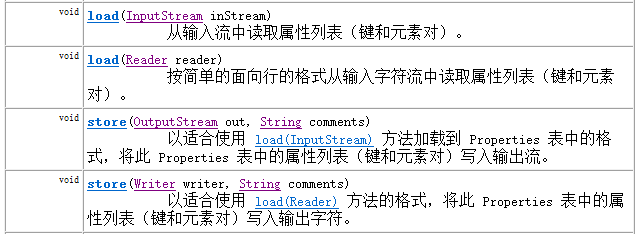 void load(InputStream inStream)
从输入流中读取属性列表（键和元素对）。
void load(Reader reader)
按简单的面向行的格式从输入字符流中读取属性列表（键和元素
对）。
void store(OutputStream out, String comments)
以适合使用 load(InputStream) 方法加载到 Properties 表中的格
式，将此 Properties 表中的属性列表（键和元素对）写入输出流。
void store(Writer writer, String comments)
以适合使用 load(Reader) 方法的格式，将此 Properties 表中的属
性列表（键和元素对）写入输出字符。